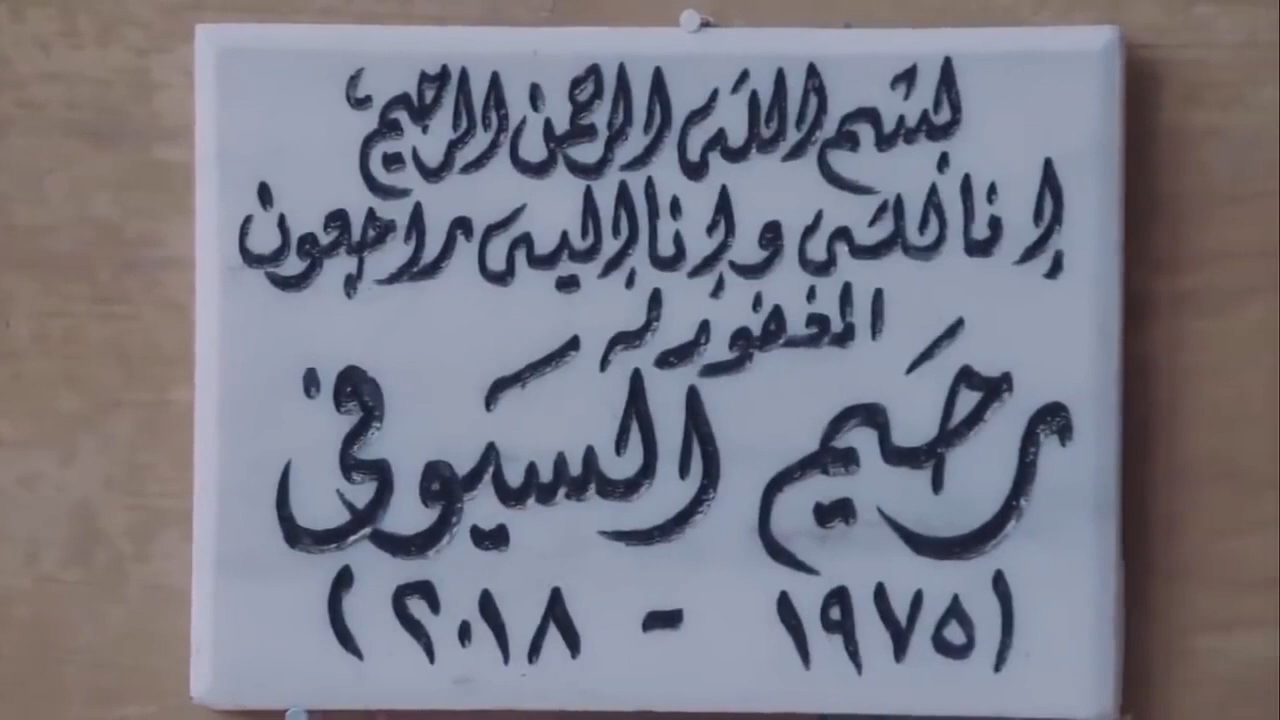 بسم الله الرحمن الرحيم
إنا لله وإنا إليه راجعون
المغفور له
رحيم السيوفي
(١٩٧٥ - ٢٠١٨)